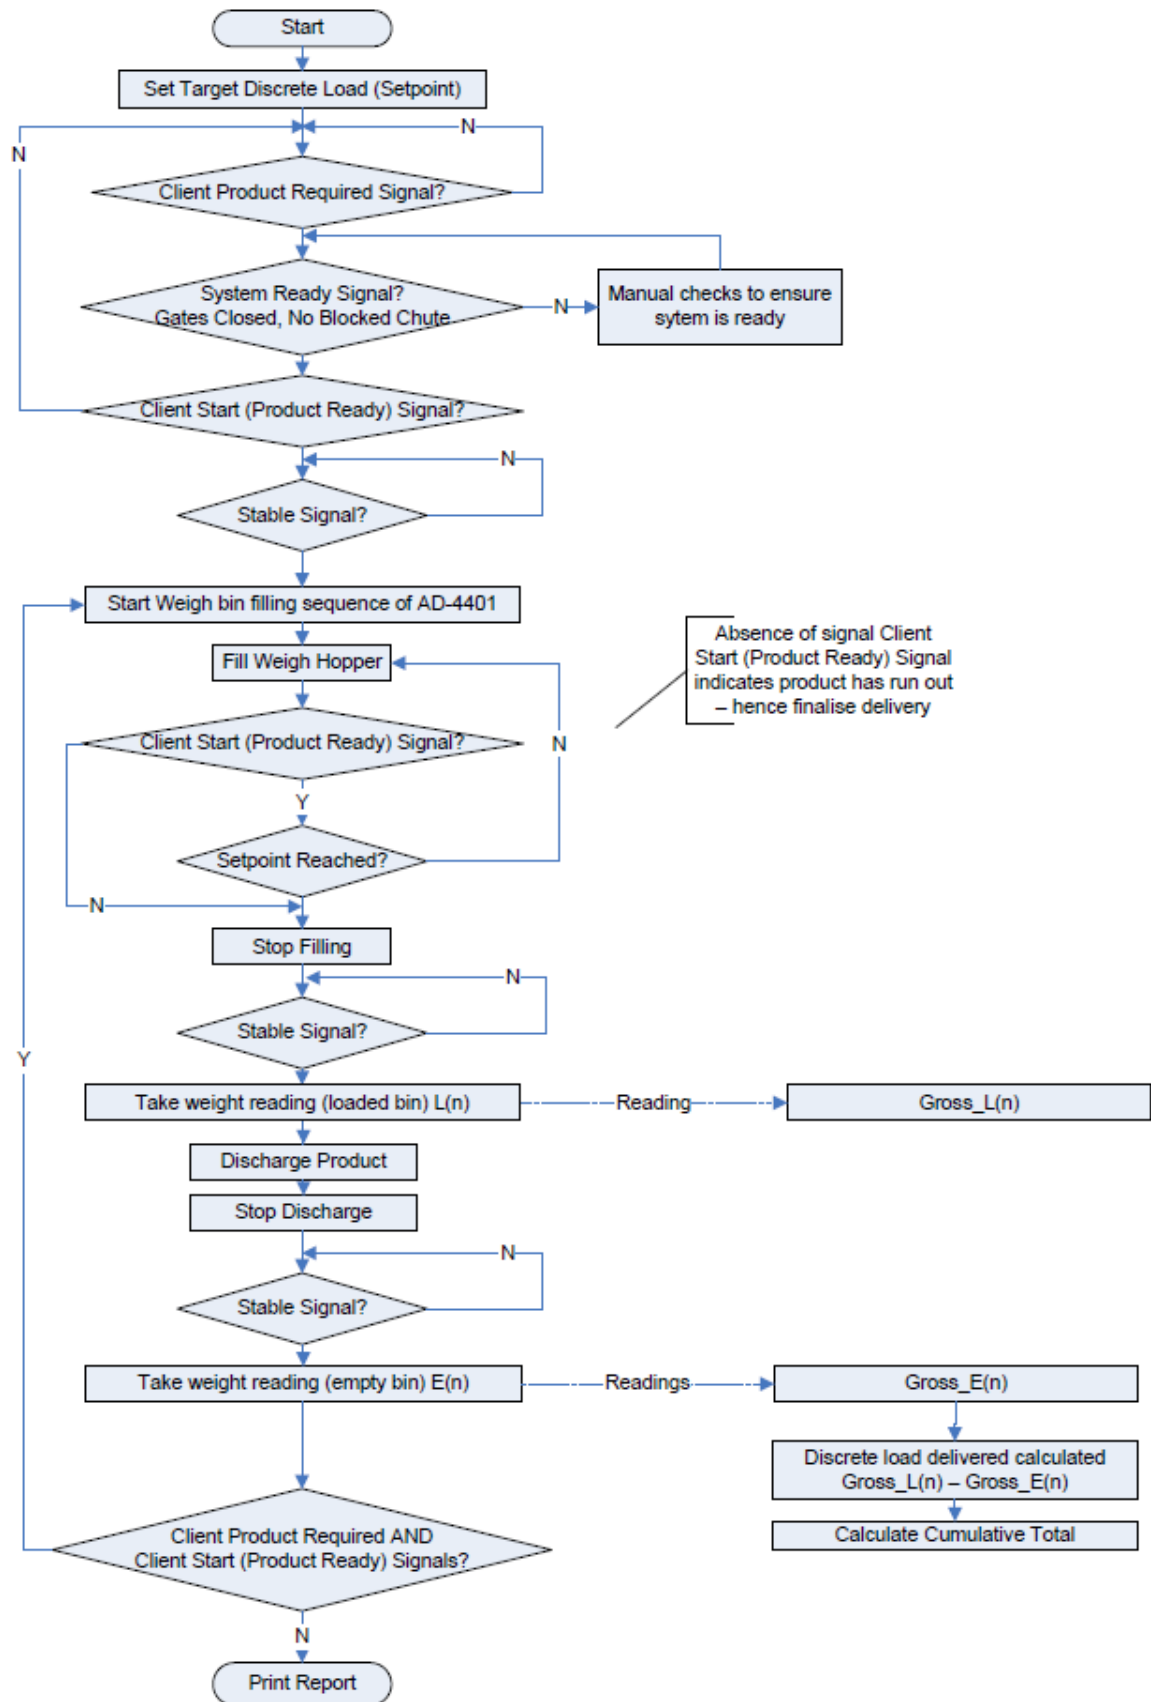 Start
Set Target Discrete Load (Setpoint)
N
N
Client Product Required Signal?
System Ready Signal?
Gates Closed, No Blocked Chute
N
Manual checks to ensure
sytem is ready
Client Start (Product Ready) Signal?
N
Stable Signal?
Start Weigh bin filling sequence of AD-4401
Fill Weigh Hopper
Absence of signal Client
Start (Product Ready) Signal
indicates product has run out
– hence finalise delivery
Client Start (Product Ready) Signal?
N
Y
Setpoint Reached?
N
Stop Filling
N
Stable Signal?
Y
Take weight reading (loaded bin) L(n)
Reading
Gross_L(n)
Discharge Product
Stop Discharge
N
Stable Signal?
Take weight reading (empty bin) E(n)
Readings
Gross_E(n)
Discrete load delivered calculated
Gross_L(n) – Gross_E(n)
Calculate Cumulative Total
Client Product Required AND
Client Start (Product Ready) Signals?
N
Print Report